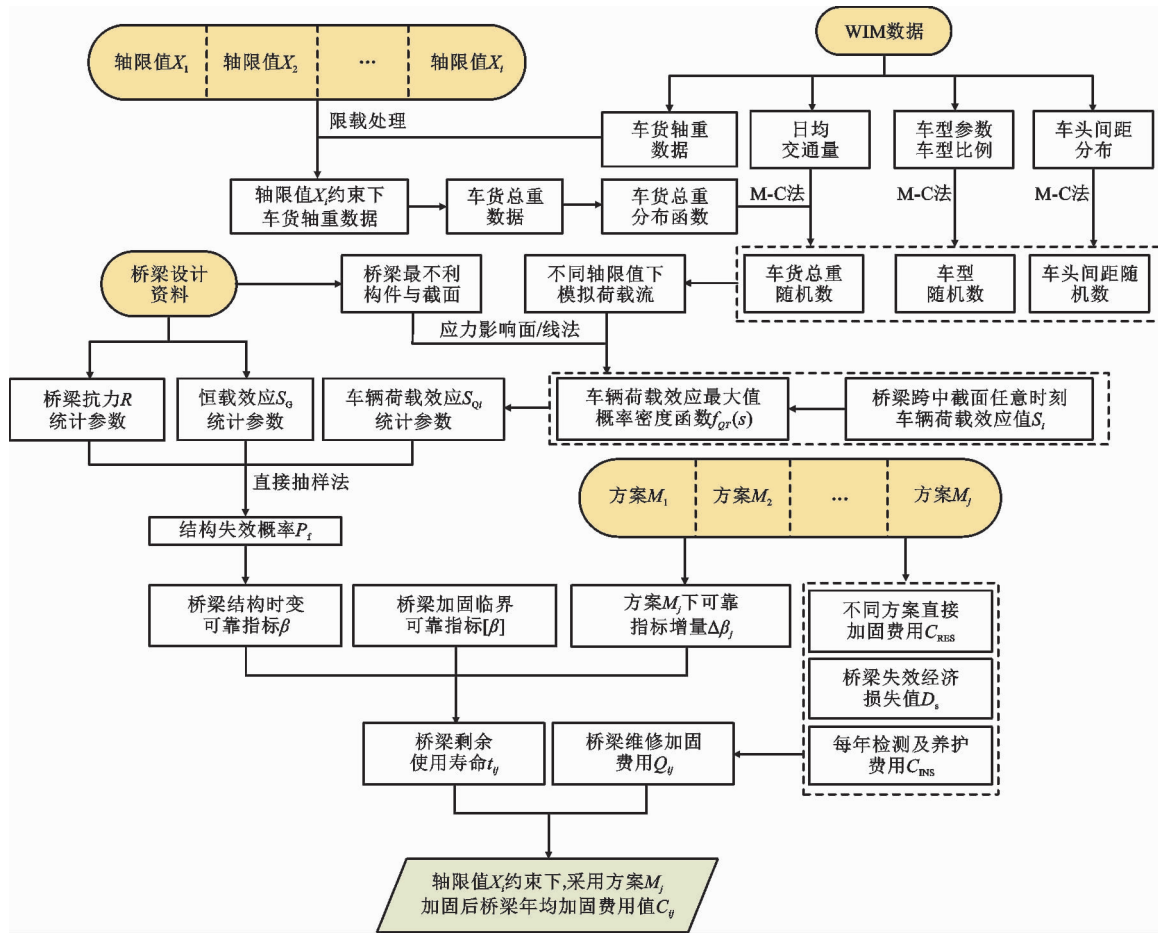 WIM数据
轴限值X₁
轴限值X₂
…
轴限值Xᵢ
限载处理
车货轴重
数据
日均
交通量
车型参数
车型比例
车头间距
分布
轴限值Xᵢ约束下
车货轴重数据
车货总重
数据
车货总重
分布函数
M-C法
M-C法
M-C法
桥梁设计
资料
桥梁最不利
构件与截面
不同轴限值下
模拟荷载流
车货总重
随机数
车型
随机数
车头间距随
机数
应力影响面/线法
桥梁抗力R
统计参数
恒载效应S_G
统计参数
车辆荷载效应S_Qi
统计参数
车辆荷载效应最大值
概率密度函数f_QT(s)
桥梁跨中截面任意时刻
车辆荷载效应值Sᵢ
直接抽样法
方案M₁
方案M₂
…
方案Mⱼ
结构失效概率P_f
桥梁结构时变
可靠指标β
桥梁加固临界
可靠指标[β]
方案Mⱼ下可靠
指标增量Δβⱼ
不同方案直接
加固费用C_RES
桥梁失效经济
损失值D_s
每年检测及养护
费用C_INS
桥梁剩余
使用寿命t_ij
桥梁维修加固
费用Q_ij
轴限值Xᵢ约束下,采用方案Mⱼ
加固后桥梁年均加固费用值C_ij